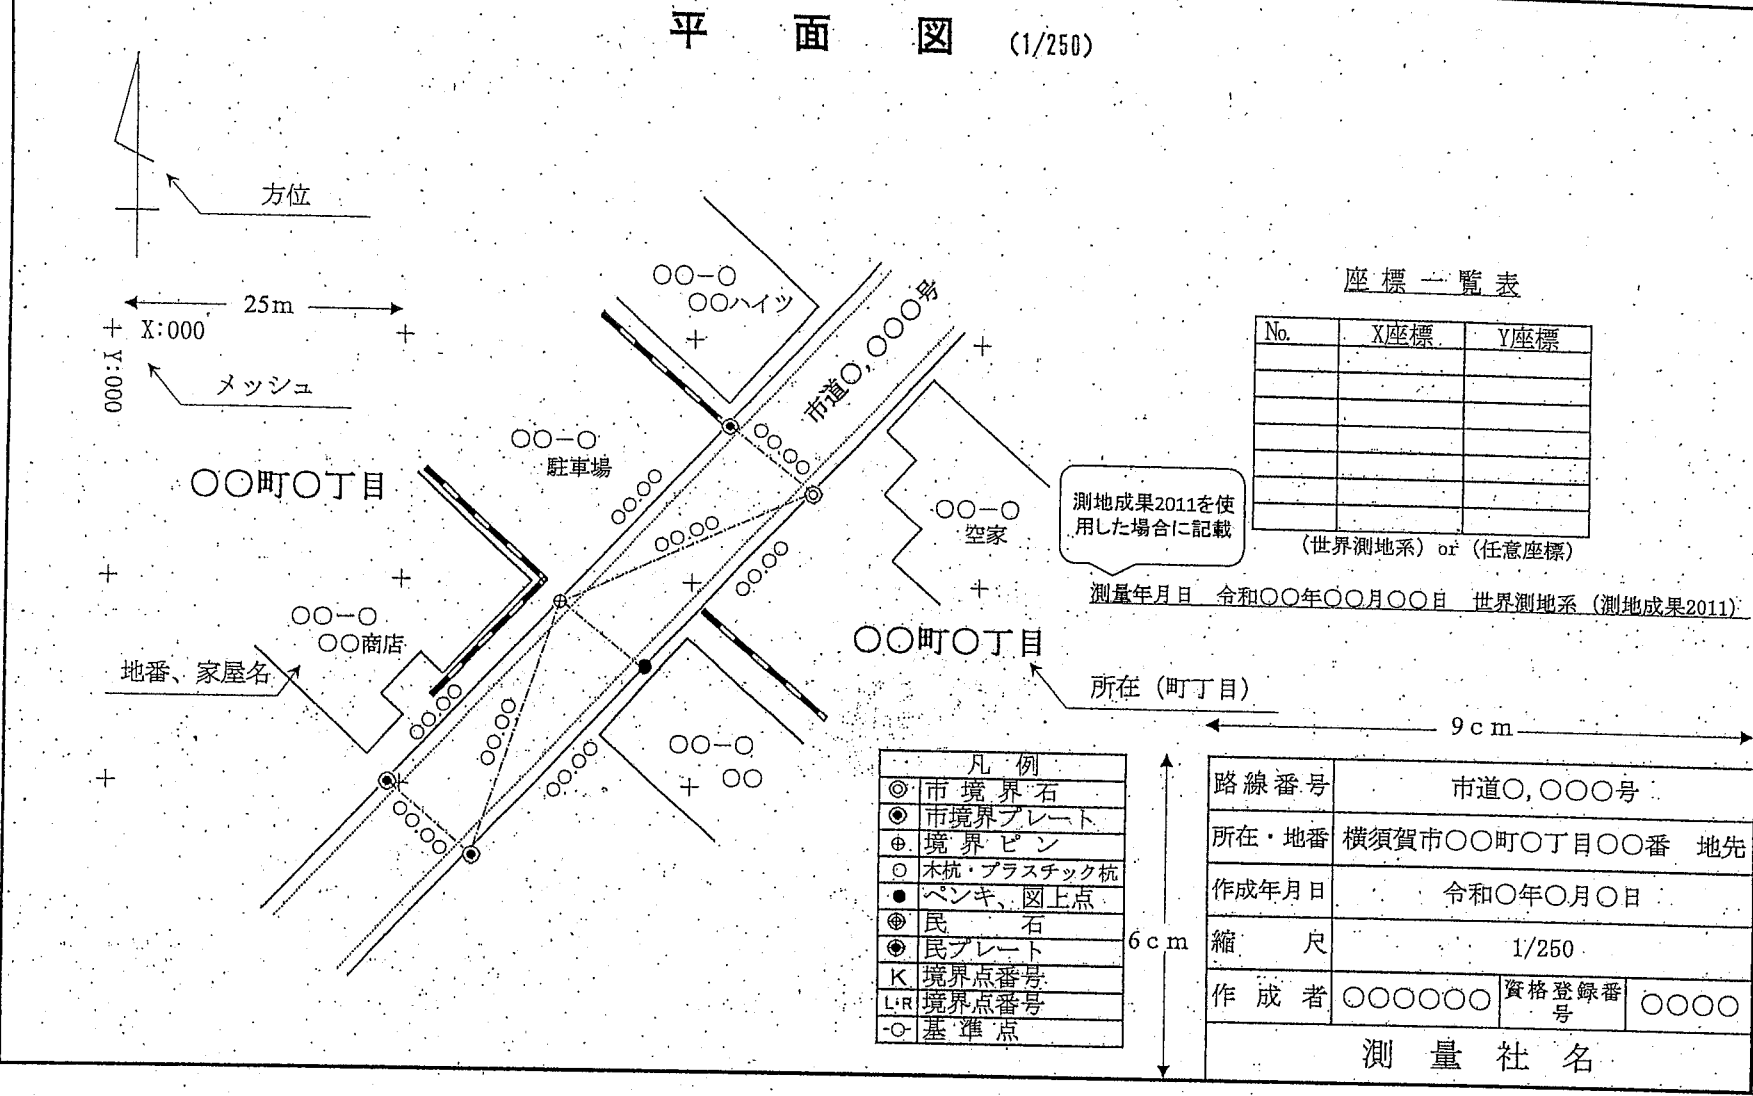 平面図 (1/250)
方位
25m
X:000
Y:000
メッシュ
○○-○
○○ハイツ
市道○,○○○号
○○-○
駐車場
○○.○○
○○.○○
○○.○○
○○.○○
○○町○丁目
○○-○
空家
○○-○
○○商店
地番、家屋名
○○町○丁目
所在(町丁目)
○○.○○
○○.○○
○○.○○
○○.○○
○○-○
○○
座標一覧表
No. X座標 Y座標
(世界測地系)or(任意座標)
測地成果2011を使
用した場合に記載
測量年月日 令和○○年○○月○○日 世界測地系(測地成果2011)
凡例
◎ 市境界石
◉ 市境界プレート
⊕ 境界ピン
○ 木杭・プラスチック杭
● ペンキ、図上点
⊕ 民石
◉ 民プレート
K 境界点番号
L・R 境界点番号
-○- 基準点
6cm
9cm
路線番号 市道○,○○○号
所在・地番 横須賀市○○町○丁目○○番 地先
作成年月日 令和○年○月○日
縮尺 1/250
作成者 ○○○○○○ 資格登録番号 ○○○○
測量社名